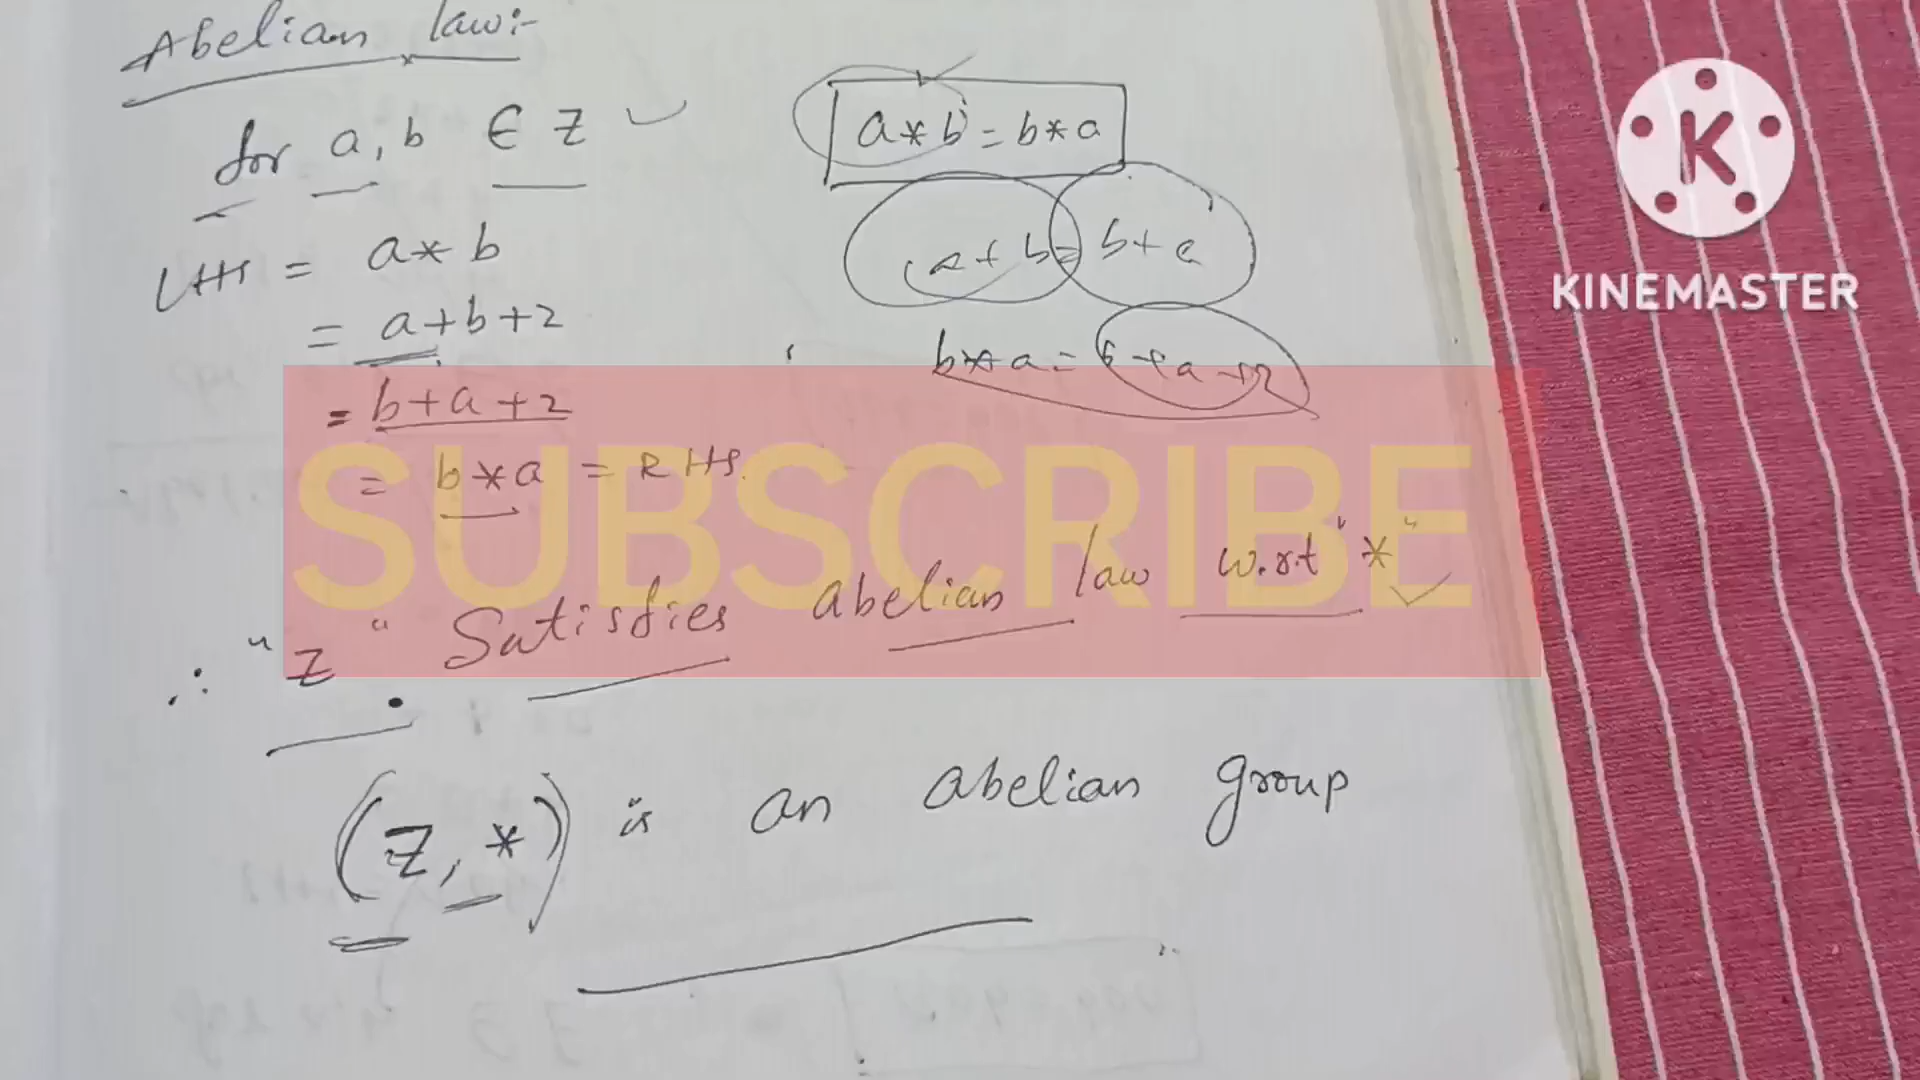 Abelian law:-
for a, b ∈ Z
a * b = b * a
LHS = a * b
a + b = b + a
= a + b + 2
b * a = b + a + 2
= b + a + 2
= b * a = RHS.
SUBSCRIBE
∴ "Z" Satisfies abelian law w.r.t "*"
(Z, *) is an abelian group
K
KINEMASTER